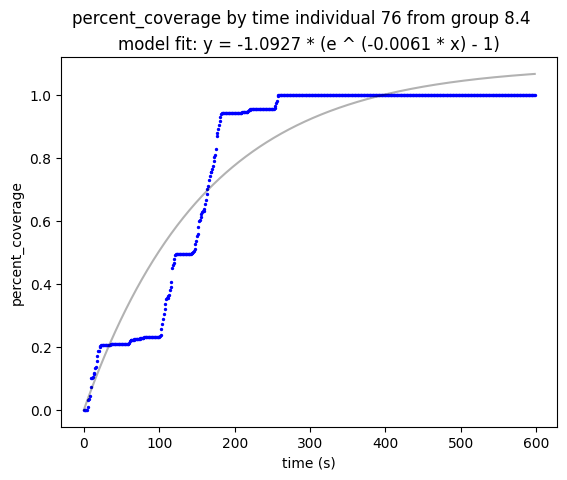 percent_coverage by time individual 76 from group 8.4
model fit: y = -1.0927 * (e ^ (-0.0061 * x) - 1)
1.0
0.8
0.6
0.4
0.2
0.0
percent_coverage
0 100 200 300 400 500 600
time (s)